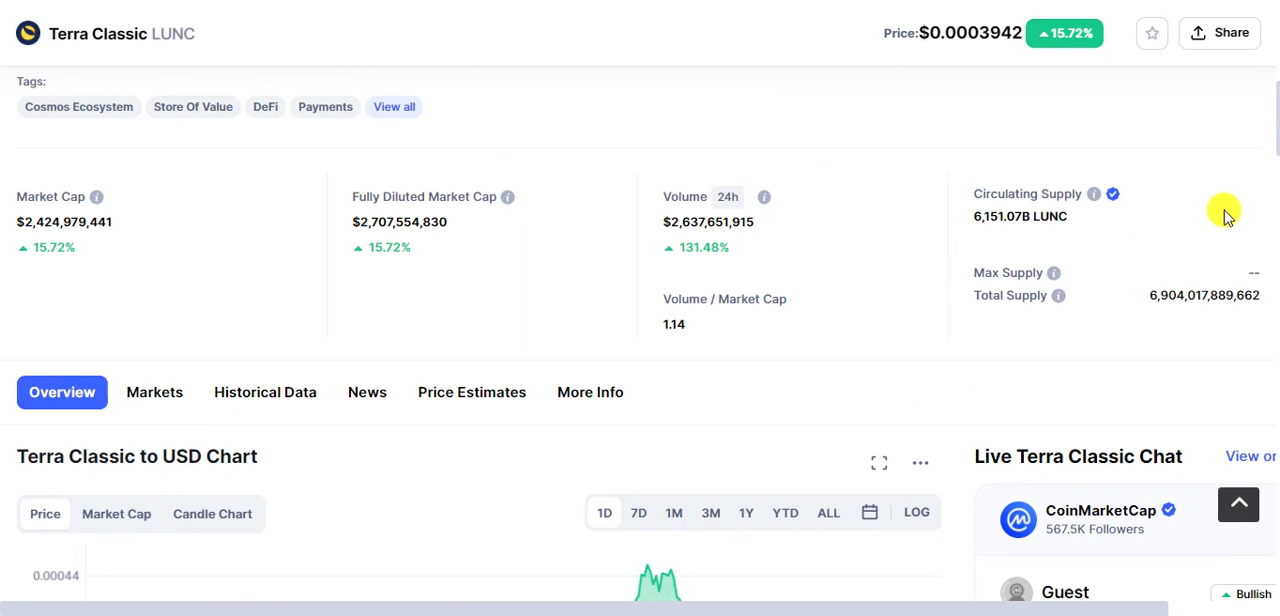 Terra Classic LUNC
Price:$0.0003942 15.72%
Share
Tags:
Cosmos Ecosystem Store Of Value DeFi Payments View all
Market Cap
$2,424,979,441
15.72%
Fully Diluted Market Cap
$2,707,554,830
15.72%
Volume 24h
$2,637,651,915
131.48%
Volume / Market Cap
1.14
Circulating Supply
6,151.07B LUNC
Max Supply --
Total Supply 6,904,017,889,662
Overview Markets Historical Data News Price Estimates More Info
Terra Classic to USD Chart
Price Market Cap Candle Chart
1D 7D 1M 3M 1Y YTD ALL LOG
0.00044
Live Terra Classic Chat View on
CoinMarketCap
567.5K Followers
Guest
Bullish